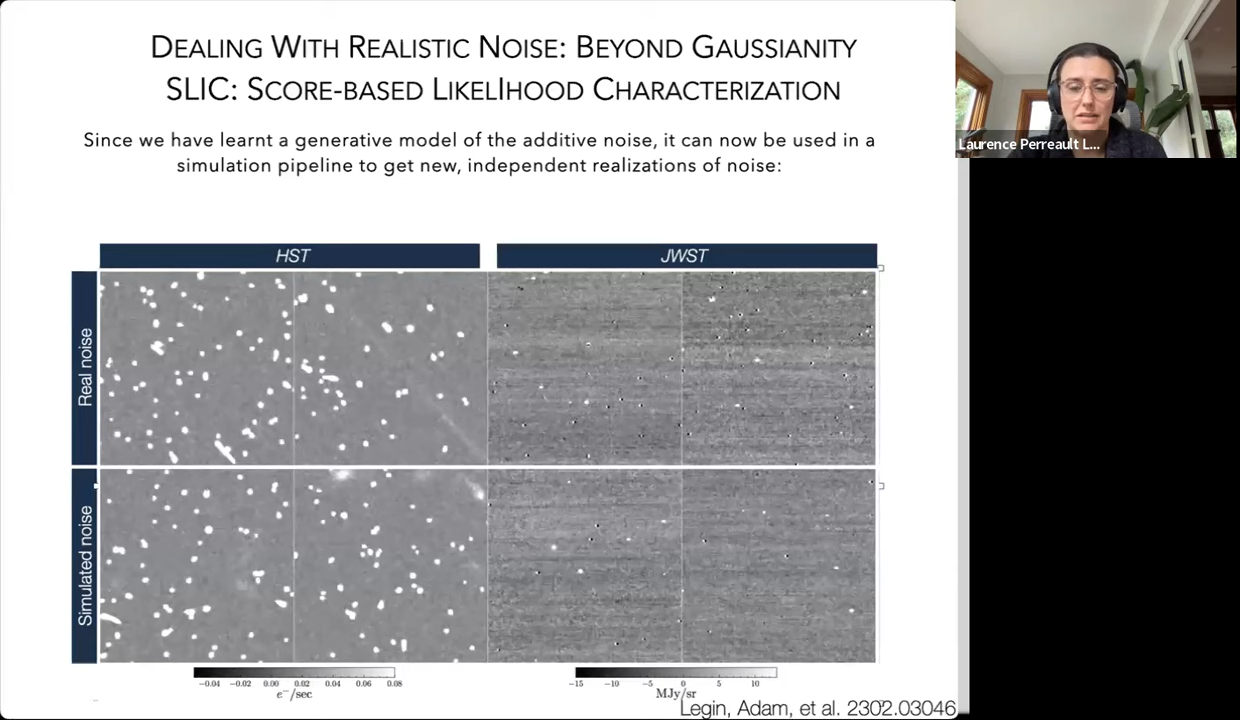 DEALING WITH REALISTIC NOISE: BEYOND GAUSSIANITY
SLIC: SCORE-BASED LIKELIHOOD CHARACTERIZATION
Since we have learnt a generative model of the additive noise, it can now be used in a
simulation pipeline to get new, independent realizations of noise:
Laurence Perreault L...
HST
JWST
Real noise
Simulated noise
−0.04 −0.02 0.00 0.02 0.04 0.06 0.08
e⁻/sec
−15 −10 −5 0 5 10
MJy/sr
Legin, Adam, et al. 2302.03046